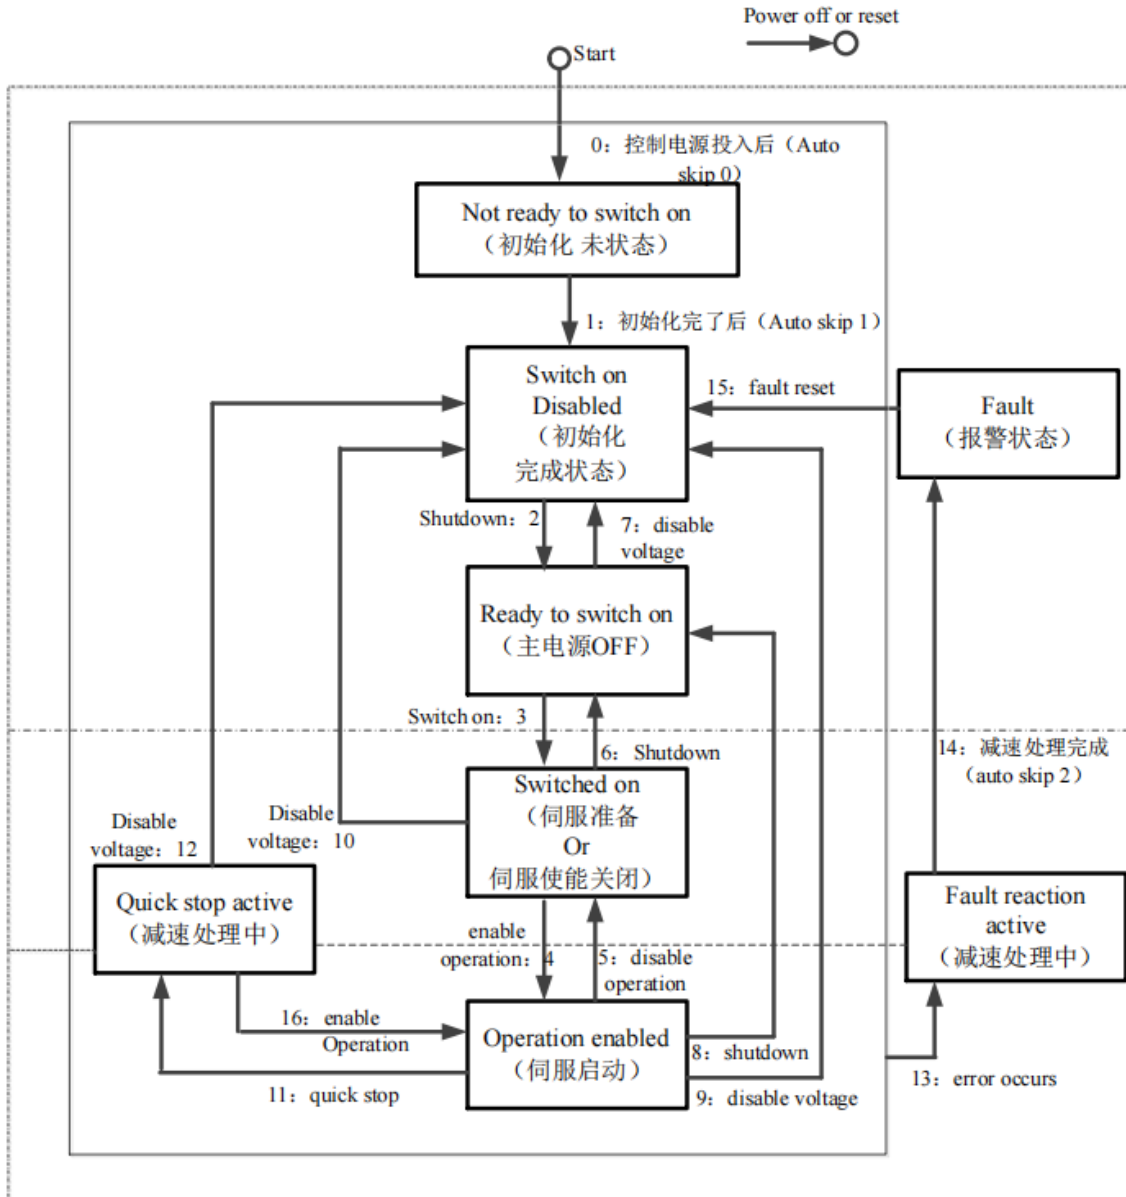 Power off or reset
Start
0：控制电源投入后（Auto
skip 0）
Not ready to switch on
（初始化 未状态）
1：初始化完了后（Auto skip 1）
Switch on
Disabled
（初始化
完成状态）
15：fault reset
Fault
（报警状态）
Shutdown：2
7：disable
voltage
Ready to switch on
（主电源OFF）
Switch on：3
6：Shutdown
14：减速处理完成
（auto skip 2）
Switched on
（伺服准备
Or
伺服使能关闭）
Disable
voltage：12
Disable
voltage：10
Quick stop active
（减速处理中）
Fault reaction
active
（减速处理中）
enable
operation：4
5：disable
operation
16：enable
Operation
Operation enabled
（伺服启动）
8：shutdown
11：quick stop
9：disable voltage
13：error occurs